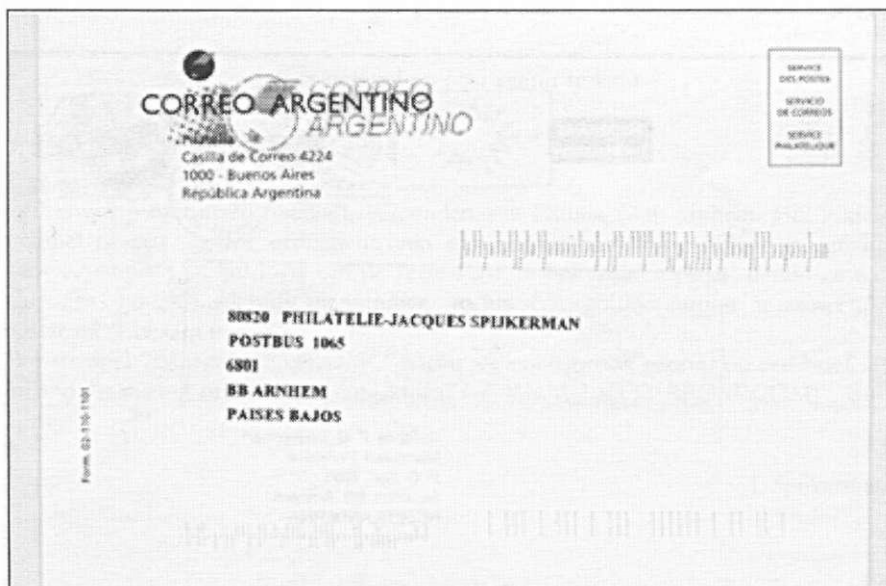 CORREO ARGENTINO
CORREO
ARGENTINO
Filatelia
Casilla de Correo 4224
1000 - Buenos Aires
República Argentina
SERVICE
DES POSTES
SERVICIO
DE CORREOS
SERVICE
PHILATELIQUE
80820 PHILATELIE-JACQUES SPIJKERMAN
POSTBUS 1065
6801
BB ARNHEM
PAISES BAJOS
Form. 02-110-1101